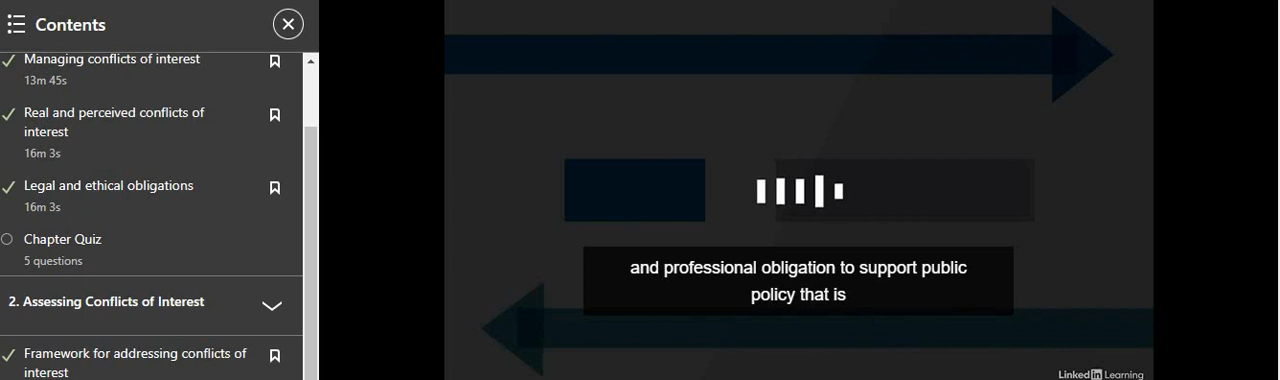 Contents
Managing conflicts of interest
13m 45s
Real and perceived conflicts of
interest
16m 3s
Legal and ethical obligations
16m 3s
Chapter Quiz
5 questions
2. Assessing Conflicts of Interest
Framework for addressing conflicts of
interest
and professional obligation to support public
policy that is
Linked in Learning